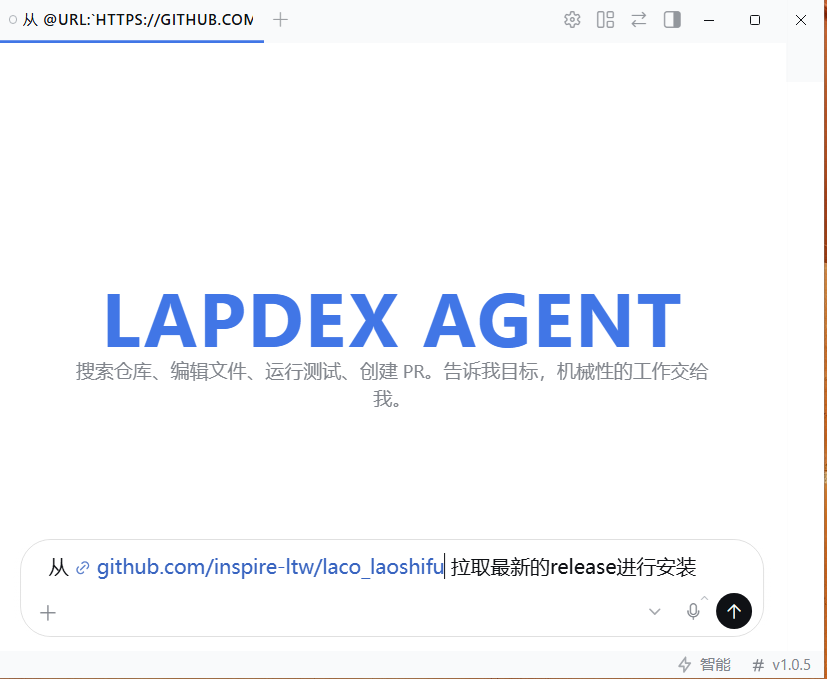 从 @URL:`HTTPS://GITHUB.COM
LAPDEX AGENT
搜索仓库、编辑文件、运行测试、创建 PR。告诉我目标，机械性的工作交给
我。
从 github.com/inspire-ltw/laco_laoshifu 拉取最新的release进行安装
智能 # v1.0.5